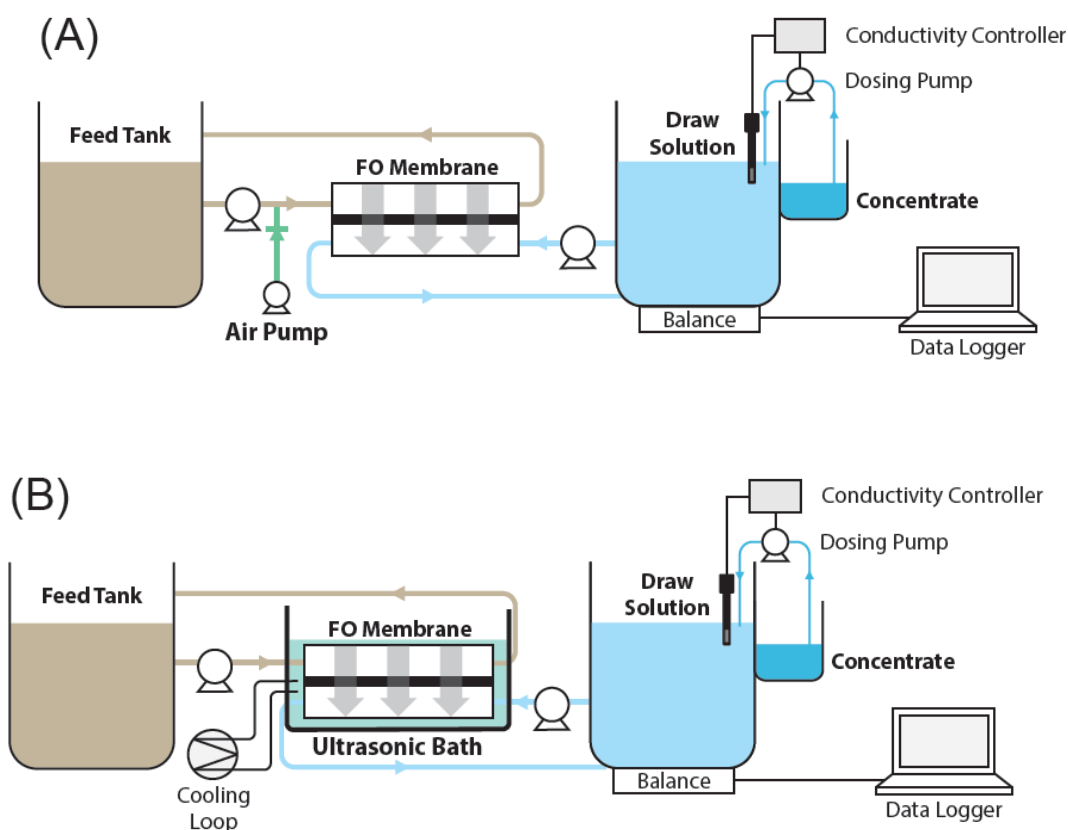 (A)
Conductivity Controller
Dosing Pump
Feed Tank
Draw
Solution
FO Membrane
Concentrate
Air Pump
Balance
Data Logger
(B)
Conductivity Controller
Dosing Pump
Feed Tank
Draw
Solution
FO Membrane
Concentrate
Ultrasonic Bath
Cooling
Loop
Balance
Data Logger